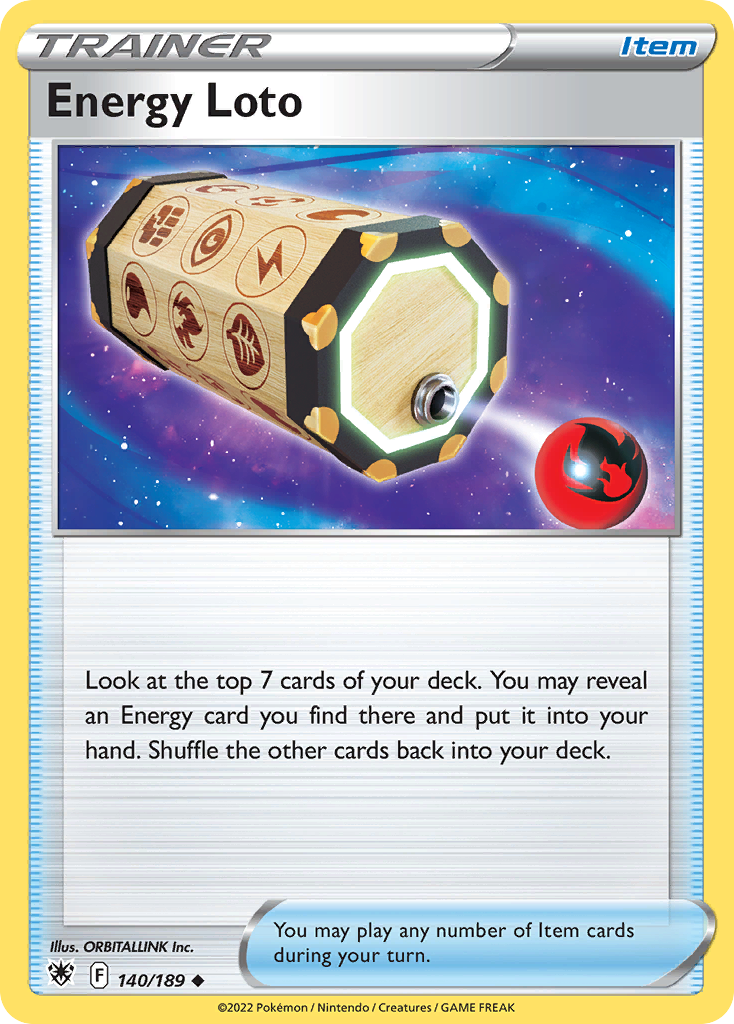 TRAINER
Item
Energy Loto
Look at the top 7 cards of your deck. You may reveal
an Energy card you find there and put it into your
hand. Shuffle the other cards back into your deck.
You may play any number of Item cards
during your turn.
Illus. ORBITALLINK Inc.
F 140/189 ◆
©2022 Pokémon / Nintendo / Creatures / GAME FREAK